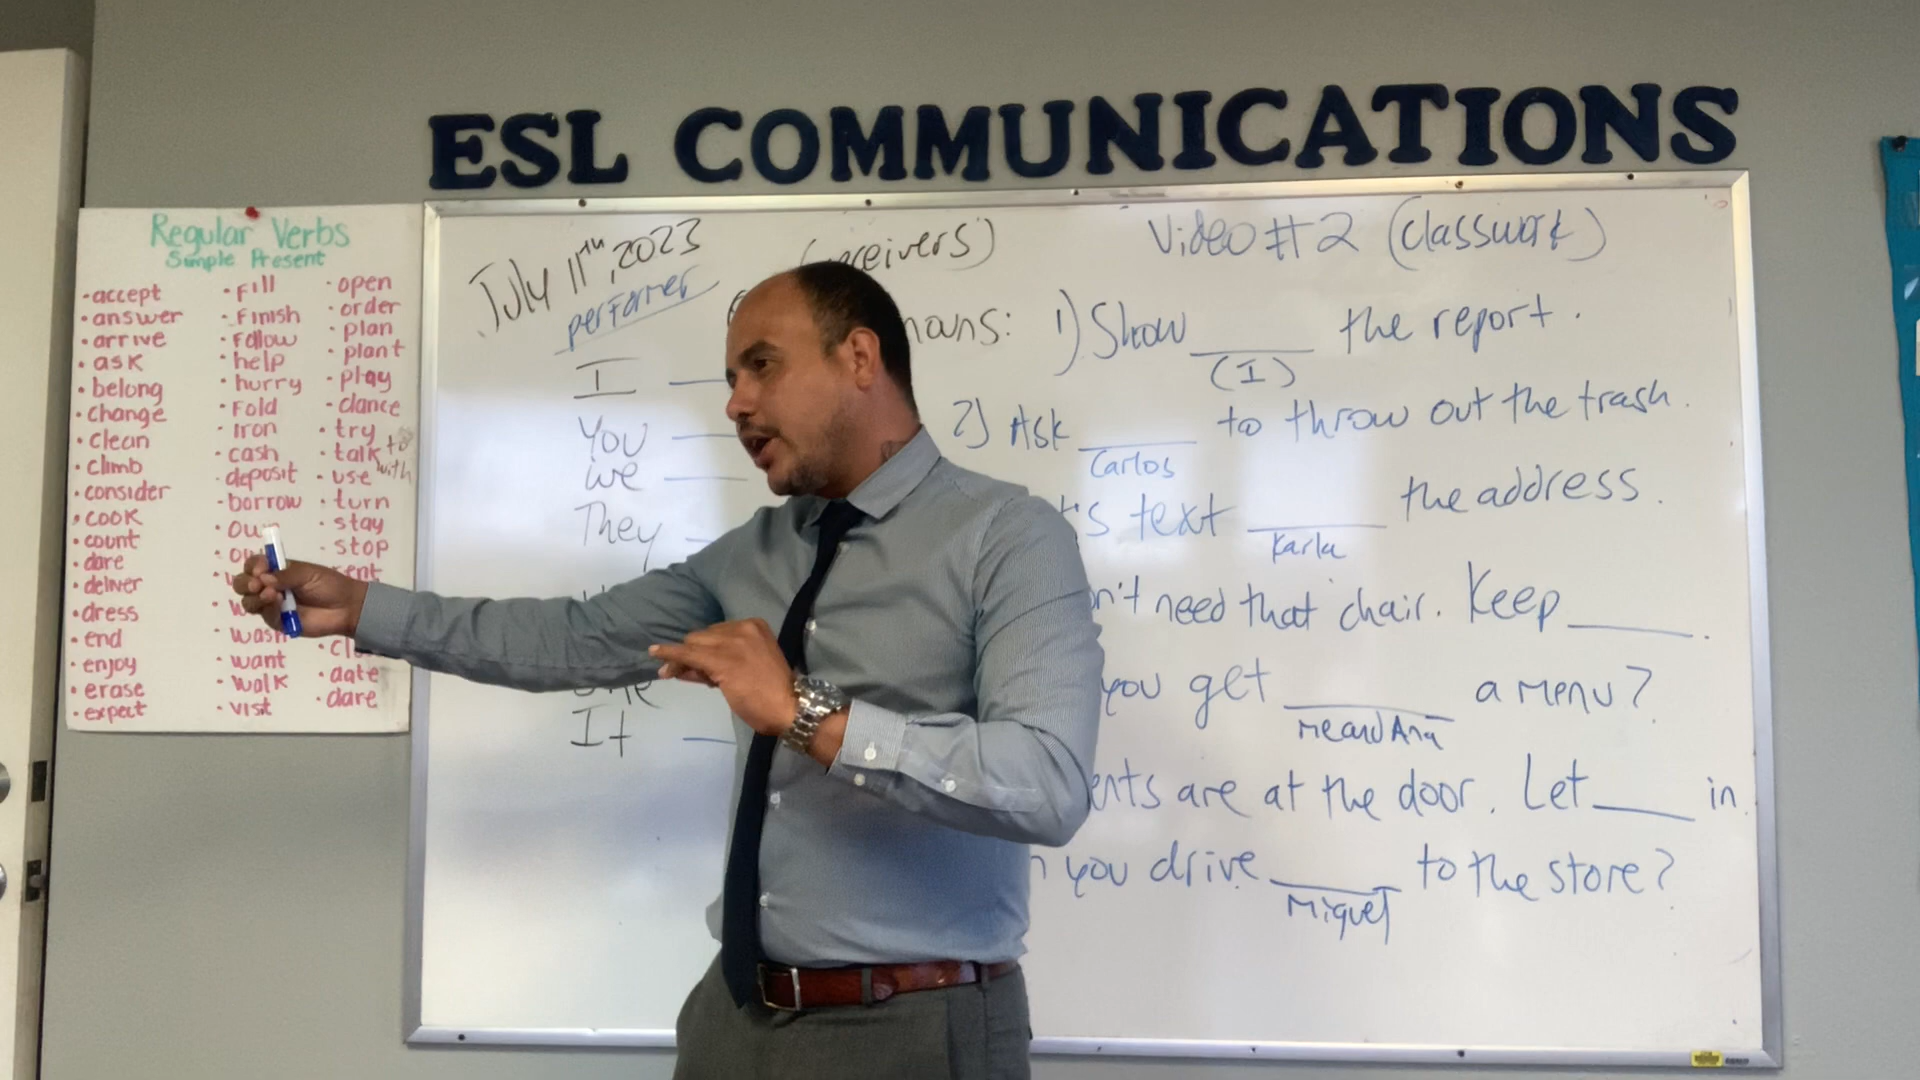 ESL COMMUNICATIONS
Regular Verbs
Simple Present
• accept
• answer
• arrive
• ask
• belong
• change
• clean
• climb
• consider
• cook
• count
• dare
• deliver
• dress
• end
• enjoy
• erase
• expect
• fill
• finish
• follow
• help
• hurry
• fold
• iron
• cash
• deposit
• borrow
• wash
• want
• walk
• visit
• open
• order
• plan
• plant
• play
• dance
• try
• talk to
with
• use
• turn
• stay
• stop
• date
• dare
July 11th, 2023
performer
I
You
We
They
It
Video #2 (classwork)
1) Show ____ the report.
(I)
2) Ask ____ to throw out the trash.
Carlos
text ____ the address.
Karla
need that chair. Keep ____.
you get ____ a menu?
me and Ana
are at the door. Let ____ in
you drive ____ to the store?
Miguel